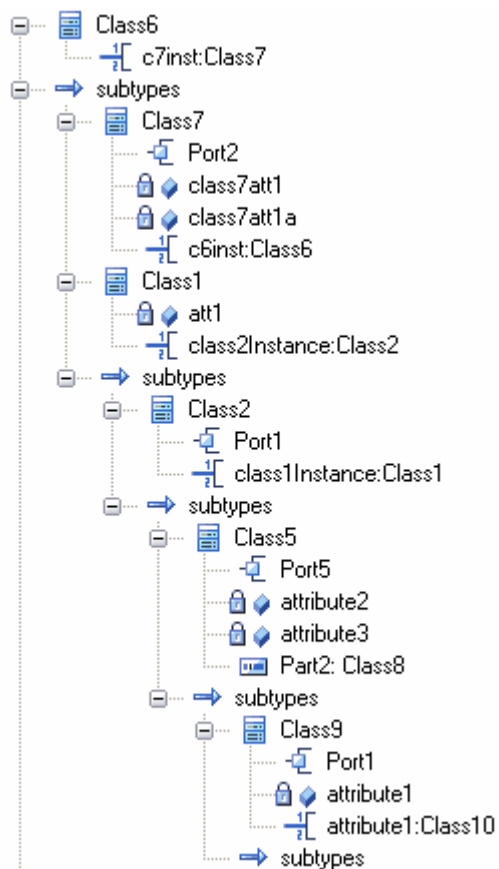 Class6
c7inst:Class7
subtypes
Class7
Port2
class7att1
class7att1a
c6inst:Class6
Class1
att1
class2Instance:Class2
subtypes
Class2
Port1
class1Instance:Class1
subtypes
Class5
Port5
attribute2
attribute3
Part2: Class8
subtypes
Class9
Port1
attribute1
attribute1:Class10
subtypes